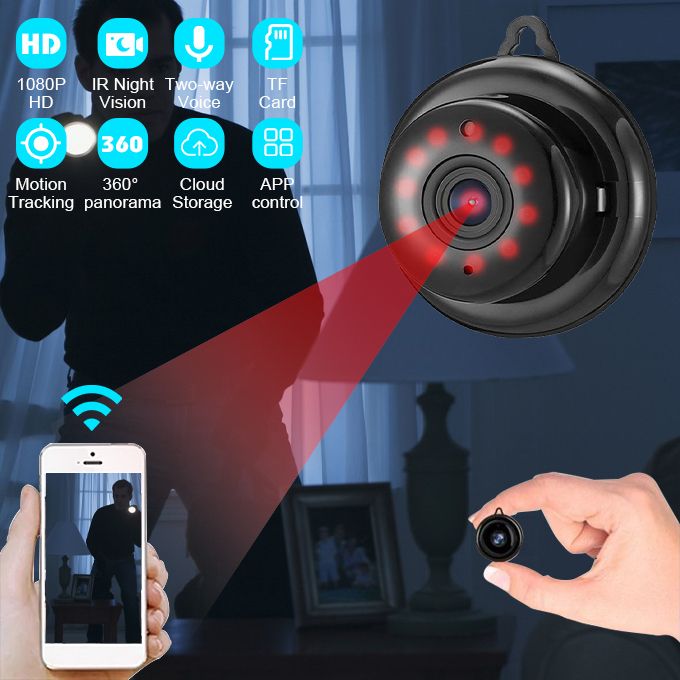 HD
1080P
HD
IR Night
Vision
Two-way
Voice
TF
Card
360
Motion
Tracking
360°
panorama
Cloud
Storage
APP
control